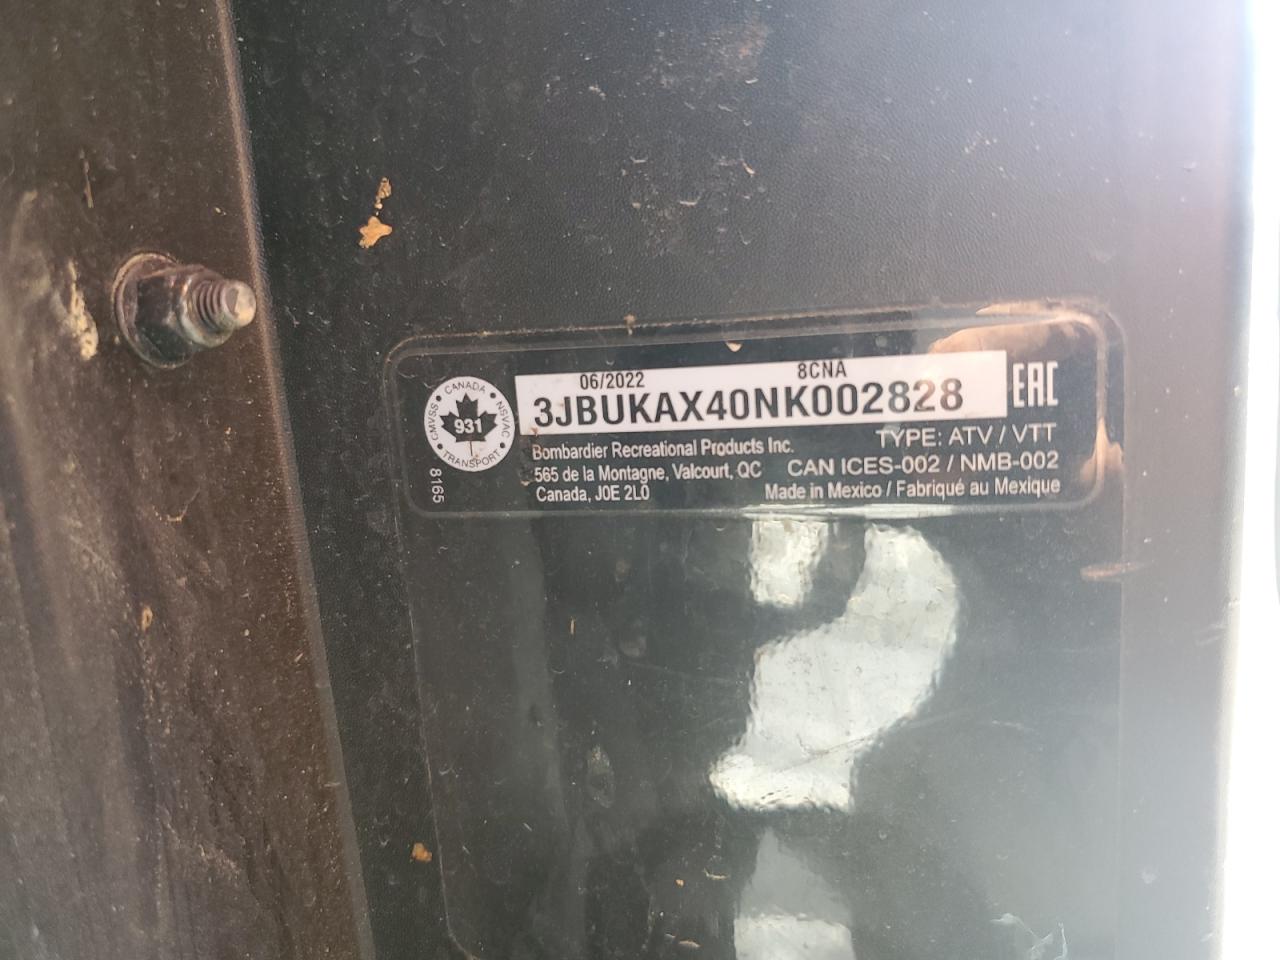 06/2022 8CNA
3JBUKAX40NK002828
EAC
CANADA
CMVSS • NSVAC
931
TRANSPORT
8165
Bombardier Recreational Products Inc.
565 de la Montagne, Valcourt, QC
Canada, J0E 2L0
TYPE: ATV / VTT
CAN ICES-002 / NMB-002
Made in Mexico / Fabriqué au Mexique